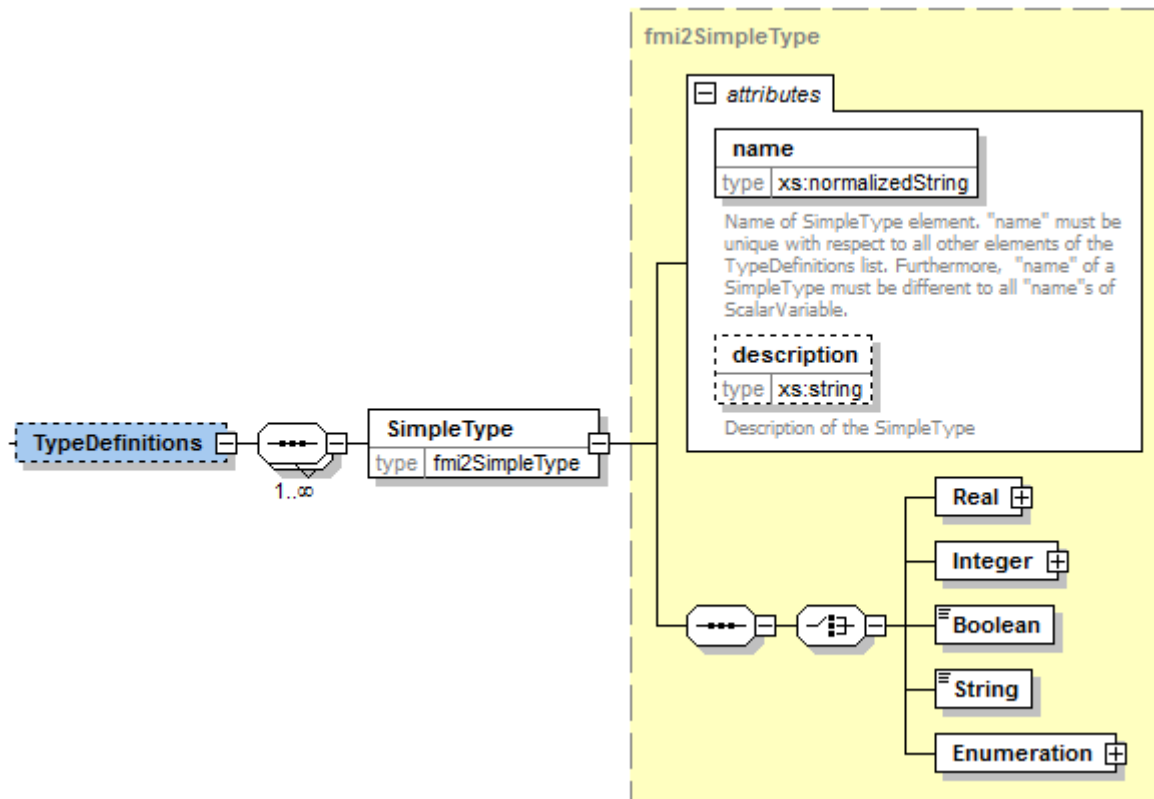 fmi2SimpleType
attributes
name
type xs:normalizedString
Name of SimpleType element. "name" must be
unique with respect to all other elements of the
TypeDefinitions list. Furthermore,  "name" of a
SimpleType must be different to all "name"s of
ScalarVariable.
description
type xs:string
Description of the SimpleType
TypeDefinitions
1..∞
SimpleType
type fmi2SimpleType
Real
Integer
Boolean
String
Enumeration